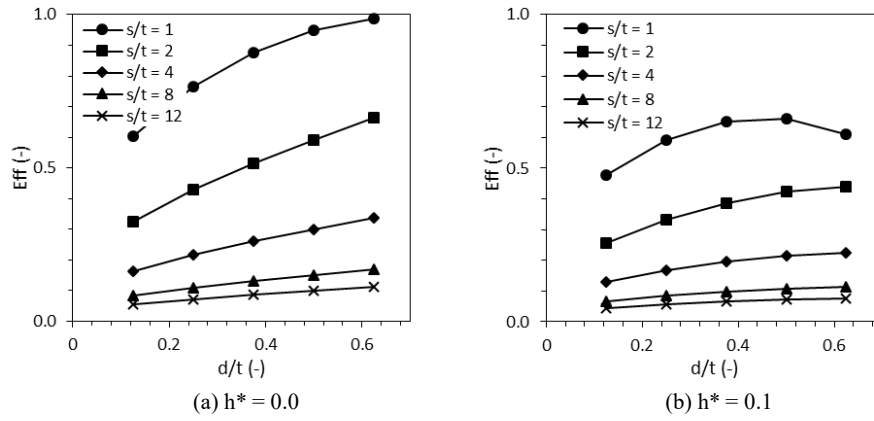 1.0
s/t = 1
s/t = 2
s/t = 4
s/t = 8
s/t = 12
0.5
0.0
Eff (-)
0
0.2
0.4
0.6
d/t (-)
(a) h* = 0.0
1.0
s/t = 1
s/t = 2
s/t = 4
s/t = 8
s/t = 12
0.5
0.0
Eff (-)
0
0.2
0.4
0.6
d/t (-)
(b) h* = 0.1